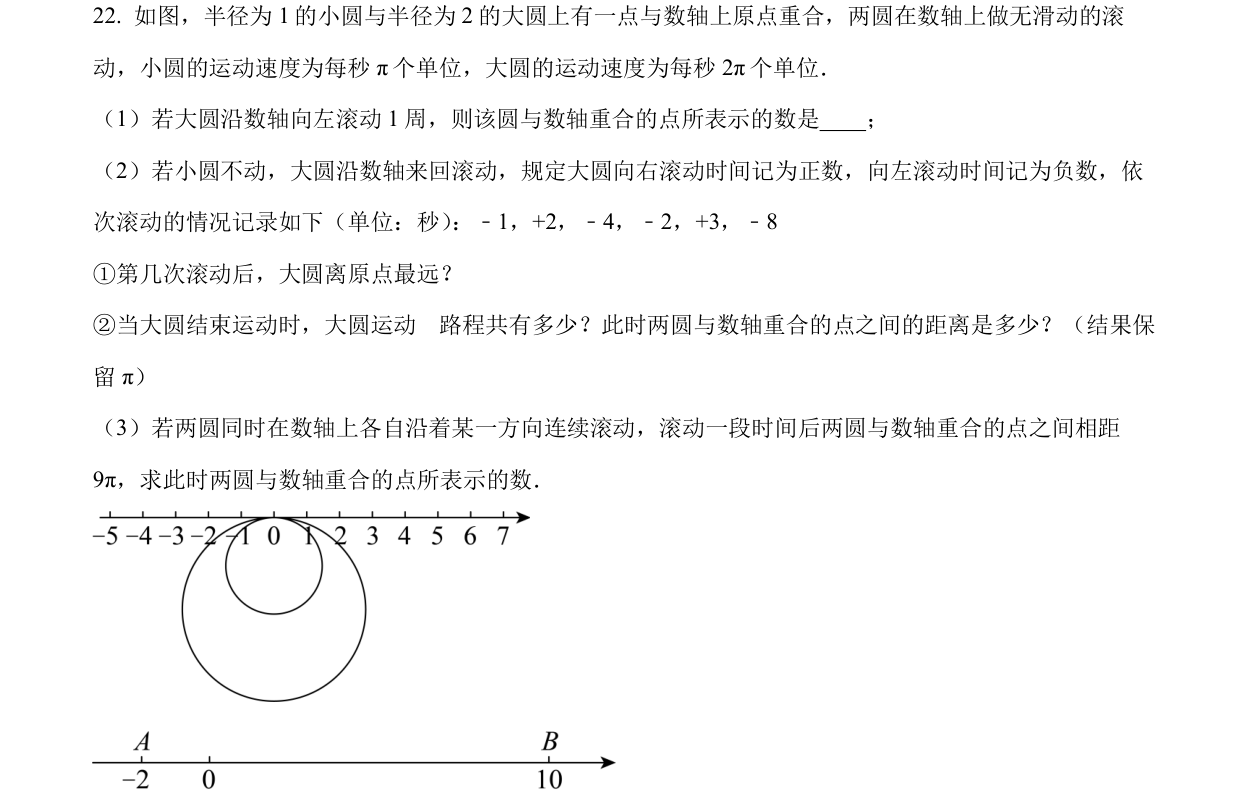 22. 如图，半径为 1 的小圆与半径为 2 的大圆上有一点与数轴上原点重合，两圆在数轴上做无滑动的滚
动，小圆的运动速度为每秒 π 个单位，大圆的运动速度为每秒 2π 个单位．
（1）若大圆沿数轴向左滚动 1 周，则该圆与数轴重合的点所表示的数是____；
（2）若小圆不动，大圆沿数轴来回滚动，规定大圆向右滚动时间记为正数，向左滚动时间记为负数，依
次滚动的情况记录如下（单位：秒）：﹣1，+2，﹣4，﹣2，+3，﹣8
①第几次滚动后，大圆离原点最远？
②当大圆结束运动时，大圆运动　路程共有多少？此时两圆与数轴重合的点之间的距离是多少？（结果保
留 π）
（3）若两圆同时在数轴上各自沿着某一方向连续滚动，滚动一段时间后两圆与数轴重合的点之间相距
9π，求此时两圆与数轴重合的点所表示的数．
−5 −4 −3 −2 −1 0 1 2 3 4 5 6 7
A B
−2 0 10